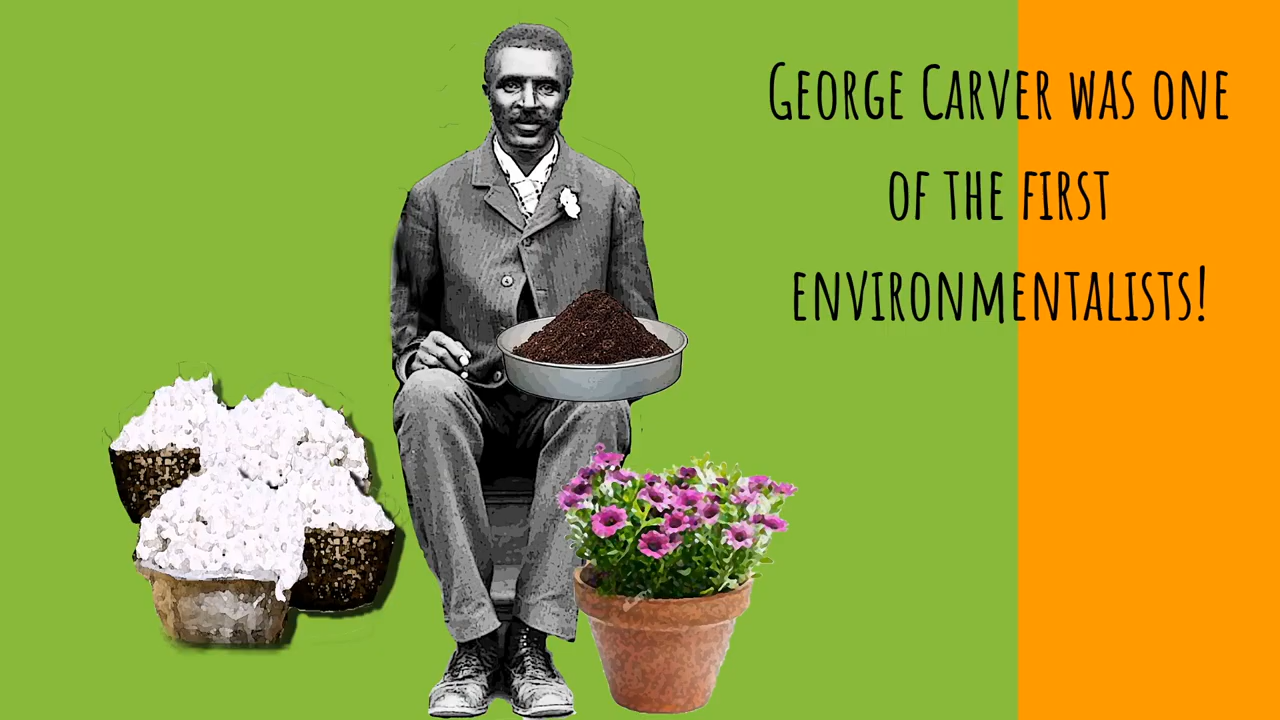 George Carver was one
of the first
environmentalists!